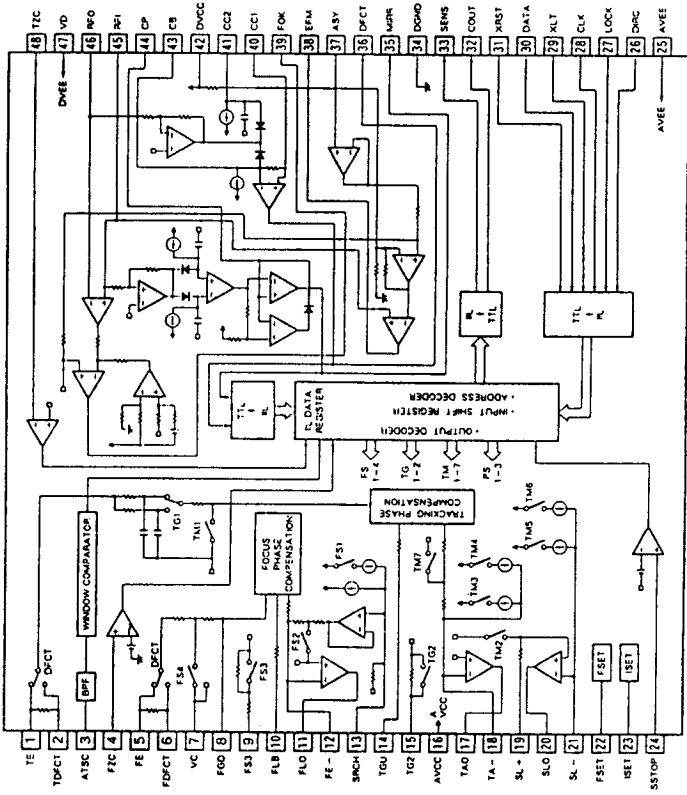 TZC
VD
RFO
RFI
CP
CB
DVCC
CC2
CC1
FOK
EFM
ASY
DFCT
MIRR
DGND
SENS
COUT
XRST
DATA
XLT
CLK
LOCK
DIRC
AVEE
48
47
46
45
44
43
42
41
40
39
38
37
36
35
34
33
32
31
30
29
28
27
26
25
DVEE
AVEE
IIL
TTL
TTL
IIL
TTL
IIL
IIL DATA REGISTER
· INPUT SHIFT REGISTER
· ADDRESS DECODER
· OUTPUT DECODER
FS
1-4
TG
1-2
TM
1-7
PS
1-3
WINDOW COMPARATOR
BPF
DFCT
DFCT
TG1
TM1
FOCUS
PHASE
COMPENSATION
TRACKING PHASE
COMPENSATION
FS4
FS3
FS2
FS1
TG2
TM7
TM4
TM3
TM6
TM5
TM2
A
VCC
FSET
ISET
1
2
3
4
5
6
7
8
9
10
11
12
13
14
15
16
17
18
19
20
21
22
23
24
TE
TDFCT
ATSC
FZC
FE
FDFCT
VC
FGD
FS3
FLB
FLO
FE-
SRCH
TGU
TG2
AVCC
TAO
TA-
SL+
SLO
SL-
FSET
ISET
SSTOP